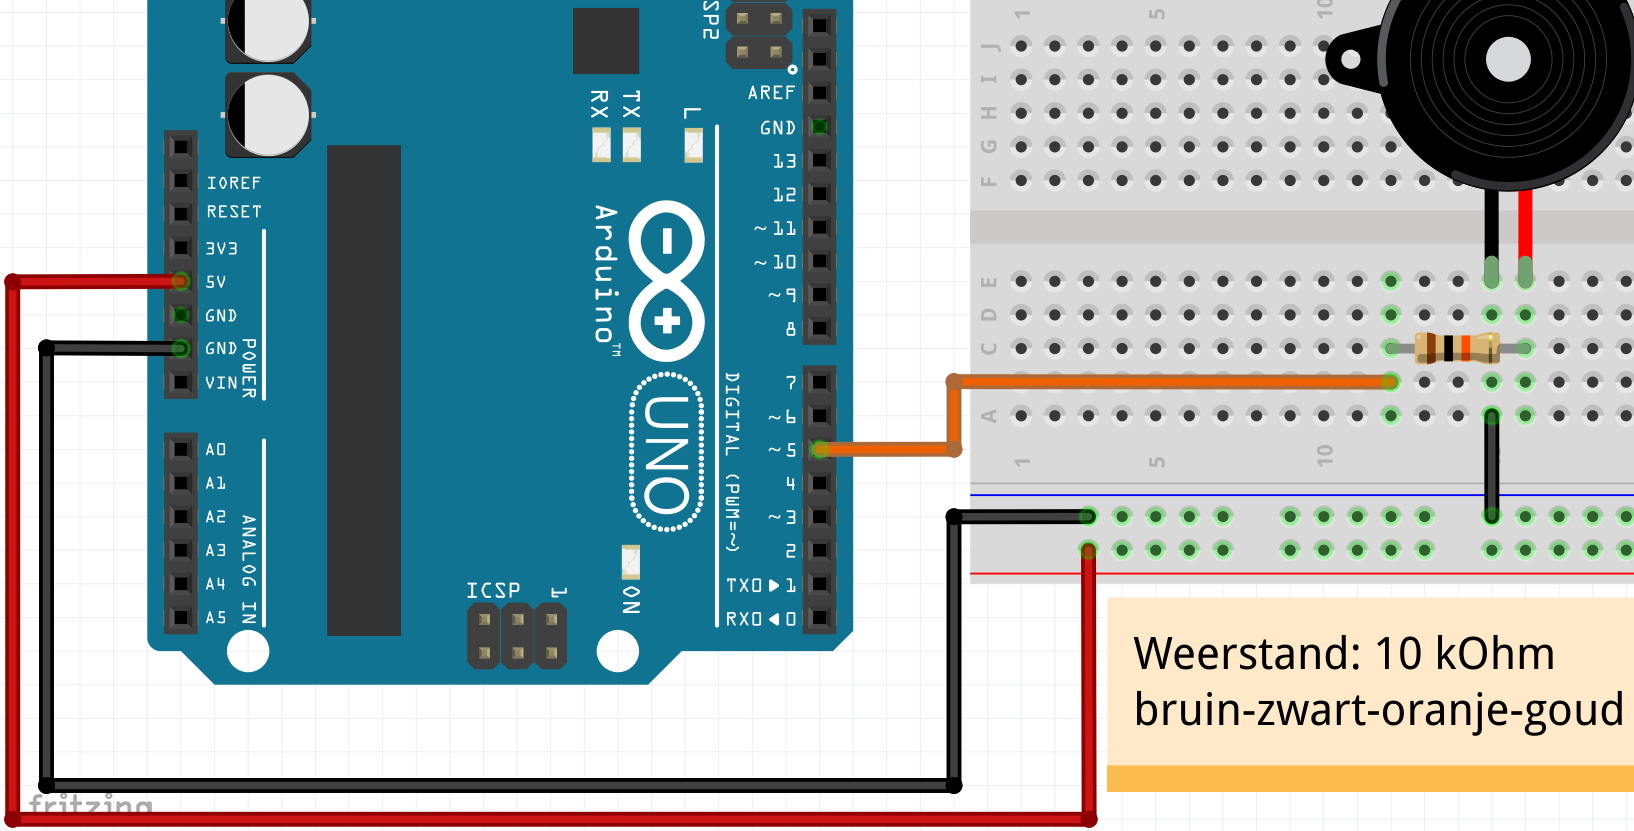 IOREF
RESET
3V3
5V
GND
GND
VIN
POWER
A0
A1
A2
A3
A4
A5
ANALOG IN
RX
TX
L
Arduino™
UNO
ON
ICSP
1
ICSP2
AREF
GND
13
12
~11
~10
~9
8
7
~6
~5
4
~3
2
TX0▶1
RX0◀0
DIGITAL (PWM=~)
1 5 10
J
I
H
G
F
E
D
C
A
1 5 10
Weerstand: 10 kOhm
bruin-zwart-oranje-goud
fritzing